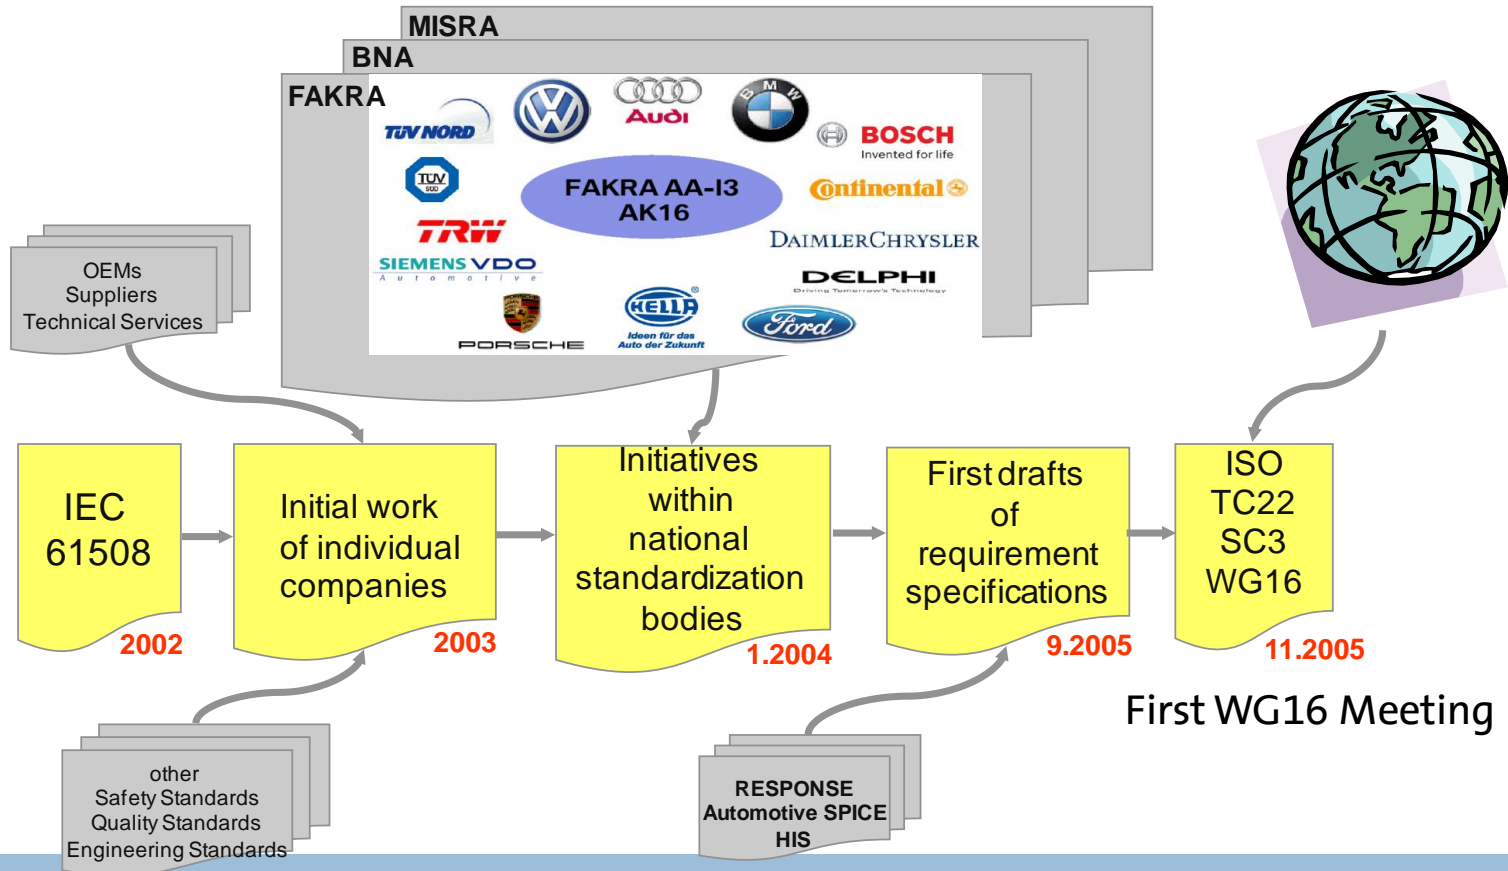 MISRA
BNA
FAKRA
TÜV NORD
Audi
BMW
BOSCH
Invented for life
TÜV
SÜD
FAKRA AA-I3
AK16
Continental
TRW
DAIMLERCHRYSLER
SIEMENS VDO
Automotive
DELPHI
Driving Tomorrow's Technology
PORSCHE
PORSCHE
HELLA
Ideen für das
Auto der Zukunft
Ford
OEMs
Suppliers
Technical Services
IEC
61508
2002
Initial work
of individual
companies
2003
Initiatives
within
national
standardization
bodies
1.2004
First drafts
of
requirement
specifications
9.2005
ISO
TC22
SC3
WG16
11.2005
First WG16 Meeting
other
Safety Standards
Quality Standards
Engineering Standards
RESPONSE
Automotive SPICE
HIS